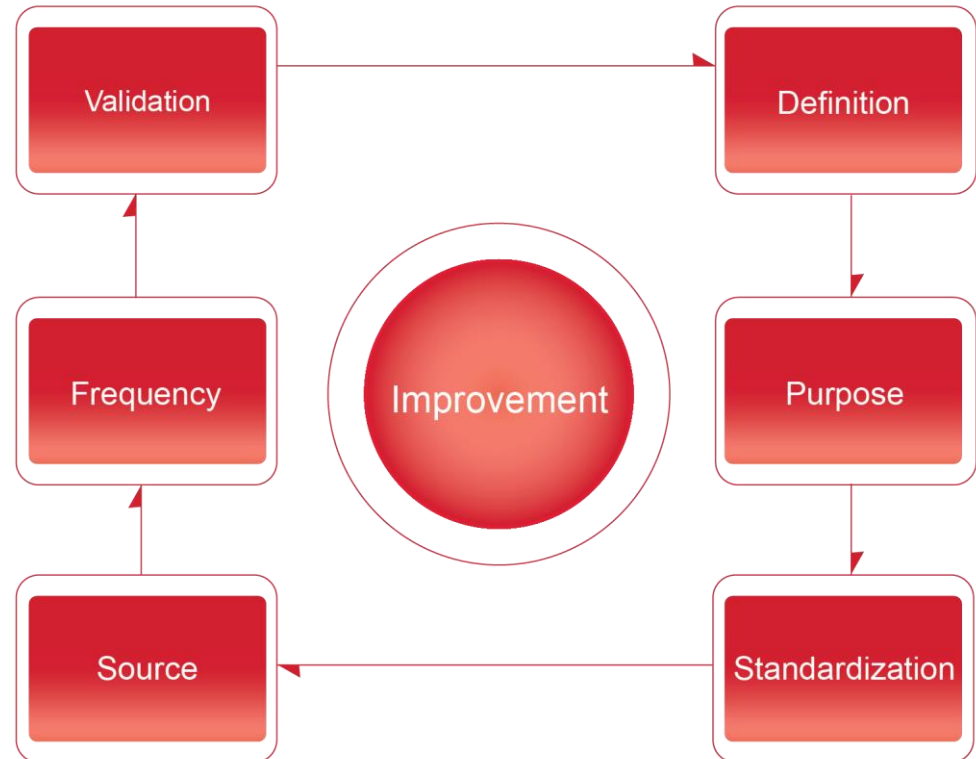 Validation
Definition
Frequency
Improvement
Purpose
Source
Standardization